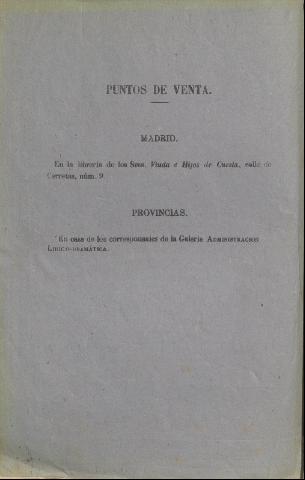 PUNTOS DE VENTA.
MADRID.
En la librería de los Sres. Viuda é Hijos de Cuesta, calle de
Carretas, núm. 9.
PROVINCIAS.
En casa de los corresponsales de la Galería ADMINISTRACION
LÍRICO-DRAMÁTICA.